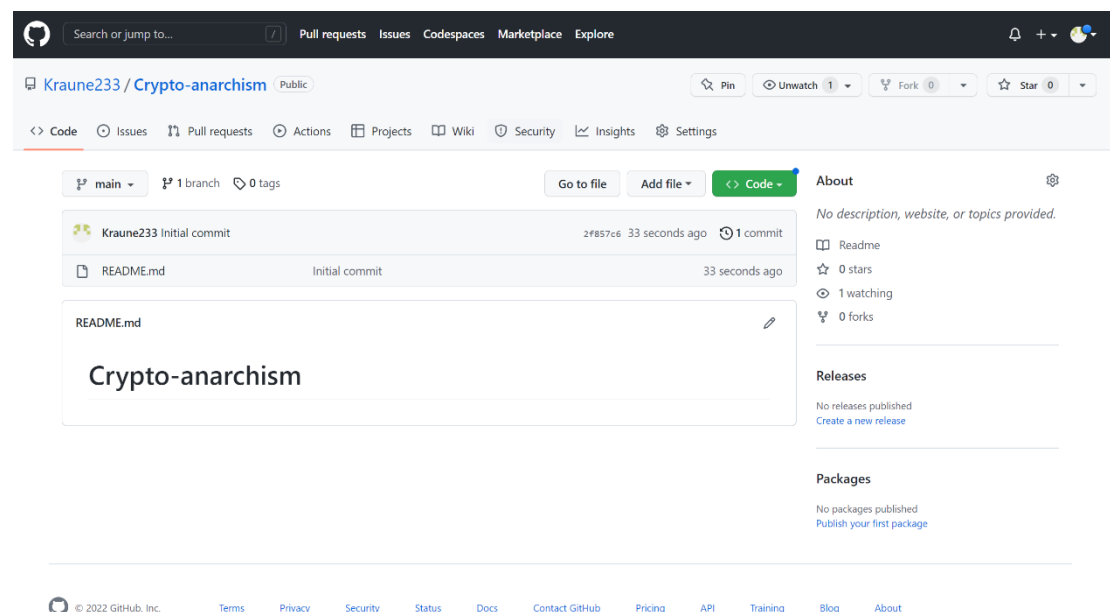 Search or jump to... / Pull requests Issues Codespaces Marketplace Explore
Kraune233 / Crypto-anarchism Public Pin Unwatch 1 Fork 0 Star 0
<> Code Issues Pull requests Actions Projects Wiki Security Insights Settings
main 1 branch 0 tags Go to file Add file <> Code
Kraune233 Initial commit 2f857c6 33 seconds ago 1 commit
README.md Initial commit 33 seconds ago
README.md
Crypto-anarchism
About
No description, website, or topics provided.
Readme
0 stars
1 watching
0 forks
Releases
No releases published
Create a new release
Packages
No packages published
Publish your first package
© 2022 GitHub, Inc. Terms Privacy Security Status Docs Contact GitHub Pricing API Training Blog About